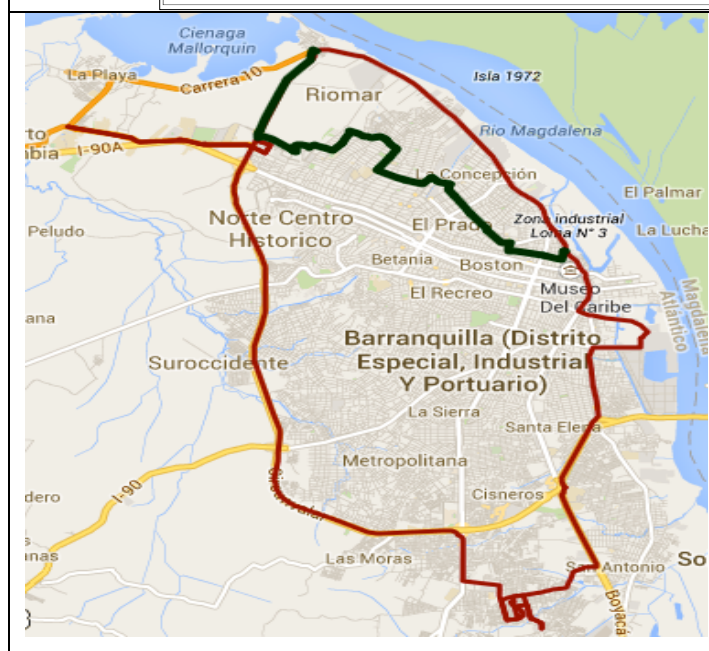 Cienaga
Mallorquin
La Playa
Carrera 10
Isla 1972
Riomar
Rio Magdalena
rto
mbia
I-90A
La Concepción
El Palmar
Norte Centro
Historico
El Prado
Zona industrial
Loma N° 3
La Lucha
Peludo
Betania
Boston
El Recreo
Museo
Del Caribe
Magdalena
Atlántico
ana
Barranquilla (Distrito
Especial, Industrial
Y Portuario)
Suroccidente
La Sierra
Santa Elena
Metropolitana
I-90
Cisneros
dero
Circunvalar
anas
Las Moras
San Antonio
So
Boyacá